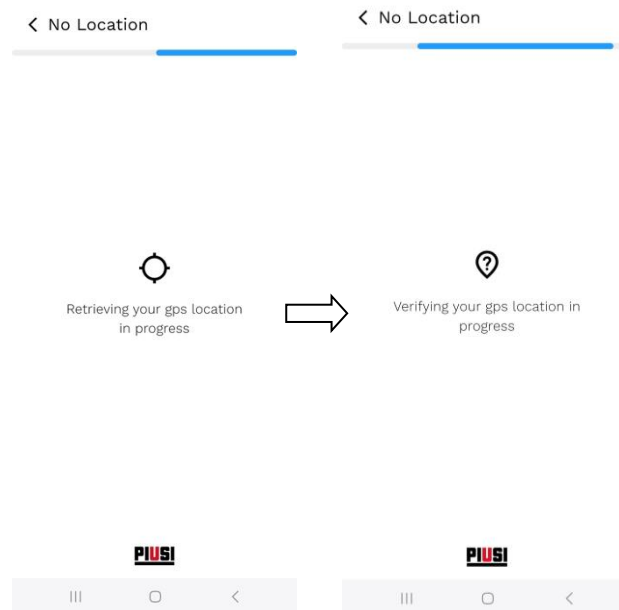 No Location
Retrieving your gps location
in progress
PIUSI
No Location
Verifying your gps location in
progress
PIUSI